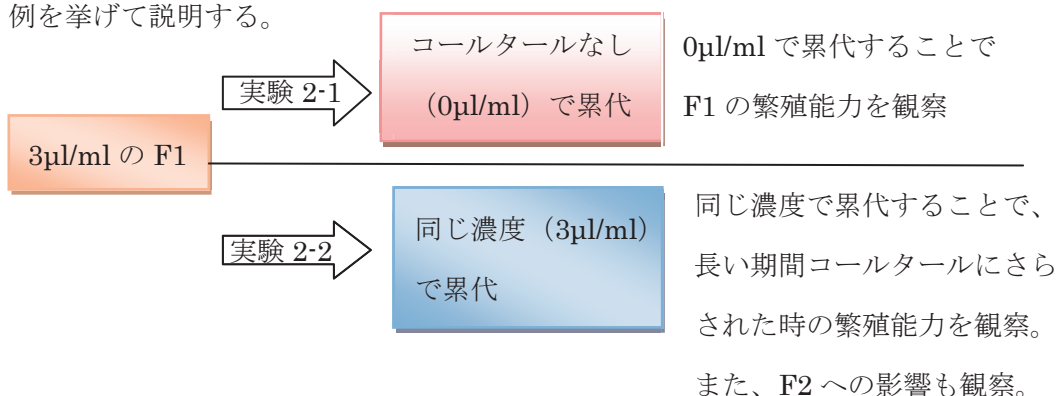 例を挙げて説明する。
実験 2-1
コールタールなし
（0μl/ml）で累代
0μl/ml で累代することで
F1 の繁殖能力を観察
3μl/ml の F1
実験 2-2
同じ濃度（3μl/ml）
で累代
同じ濃度で累代することで、
長い期間コールタールにさら
された時の繁殖能力を観察。
また、F2 への影響も観察。